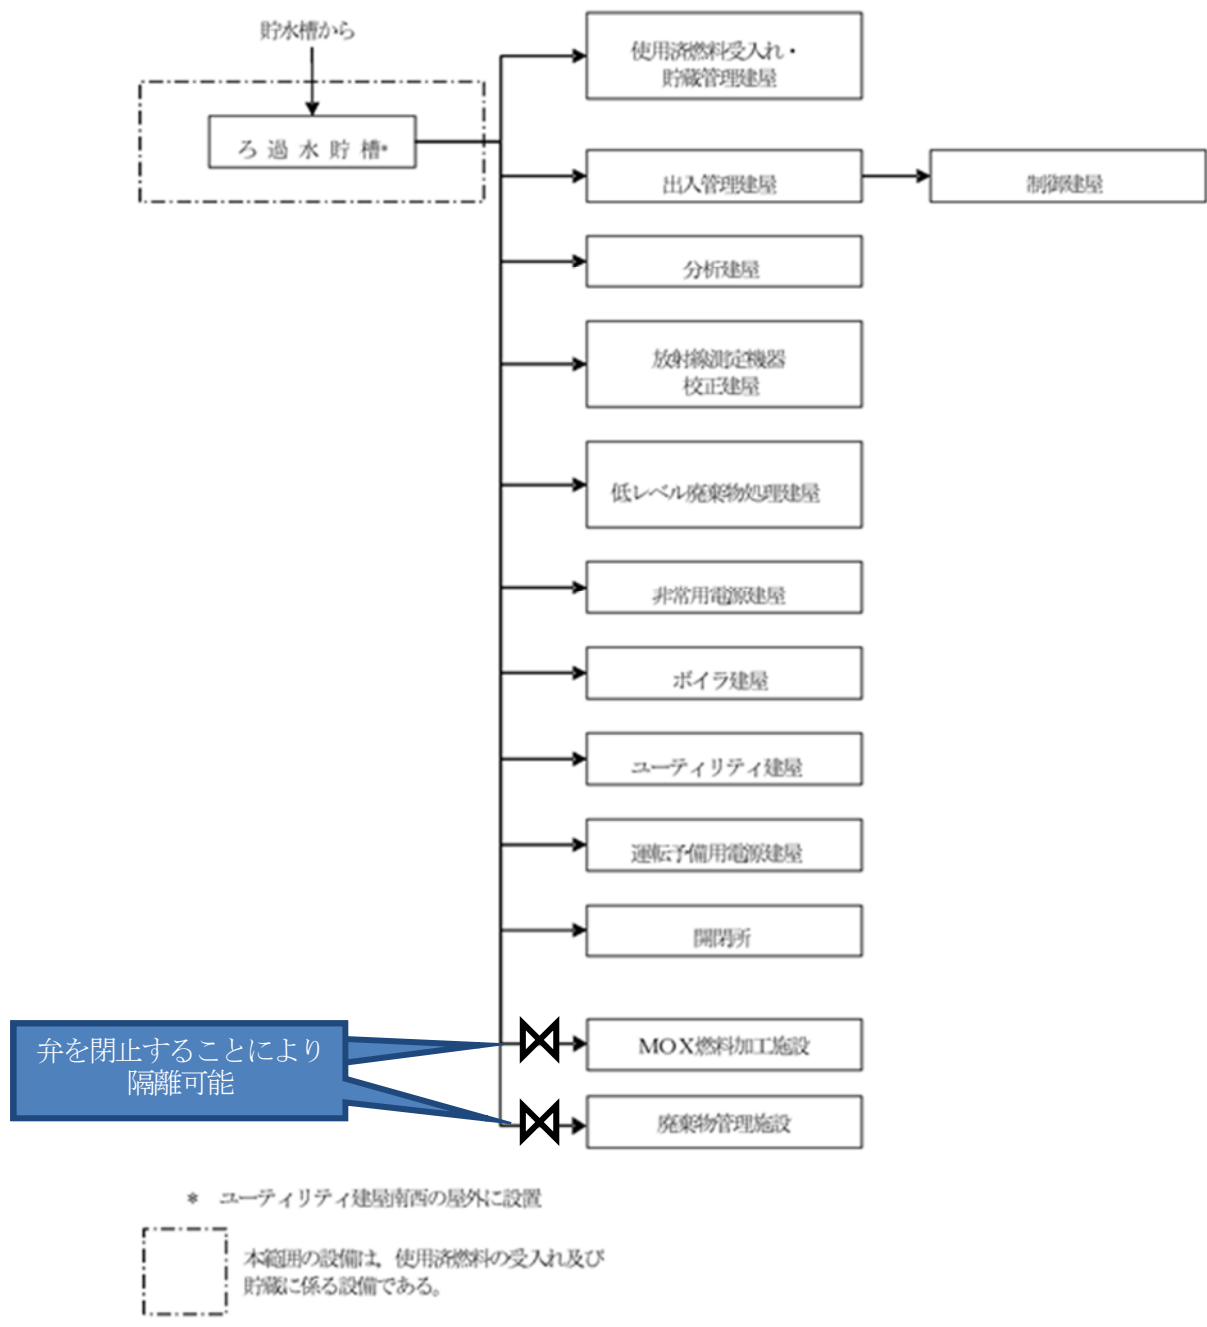 貯水槽から
ろ過水貯槽*
使用済燃料受入れ・
貯蔵管理建屋
出入管理建屋
制御建屋
分析建屋
放射線測定機器
校正建屋
低レベル廃棄物処理建屋
非常用電源建屋
ボイラ建屋
ユーティリティ建屋
運転予備用電源建屋
開閉所
弁を閉止することにより
隔離可能
MOX燃料加工施設
廃棄物管理施設
* ユーティリティ建屋南西の屋外に設置
本範囲の設備は，使用済燃料の受入れ及び
貯蔵に係る設備である。